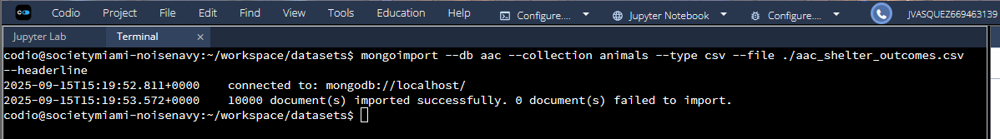 Codio Project File Edit Find View Tools Education Help Configure.... Jupyter Notebook Configure.... JVASQUEZ669463139
Jupyter Lab Terminal x
codio@societymiami-noisenavy:~/workspace/datasets$ mongoimport --db aac --collection animals --type csv --file ./aac_shelter_outcomes.csv
--headerline
2025-09-15T15:19:52.811+0000 connected to: mongodb://localhost/
2025-09-15T15:19:53.572+0000 10000 document(s) imported successfully. 0 document(s) failed to import.
codio@societymiami-noisenavy:~/workspace/datasets$